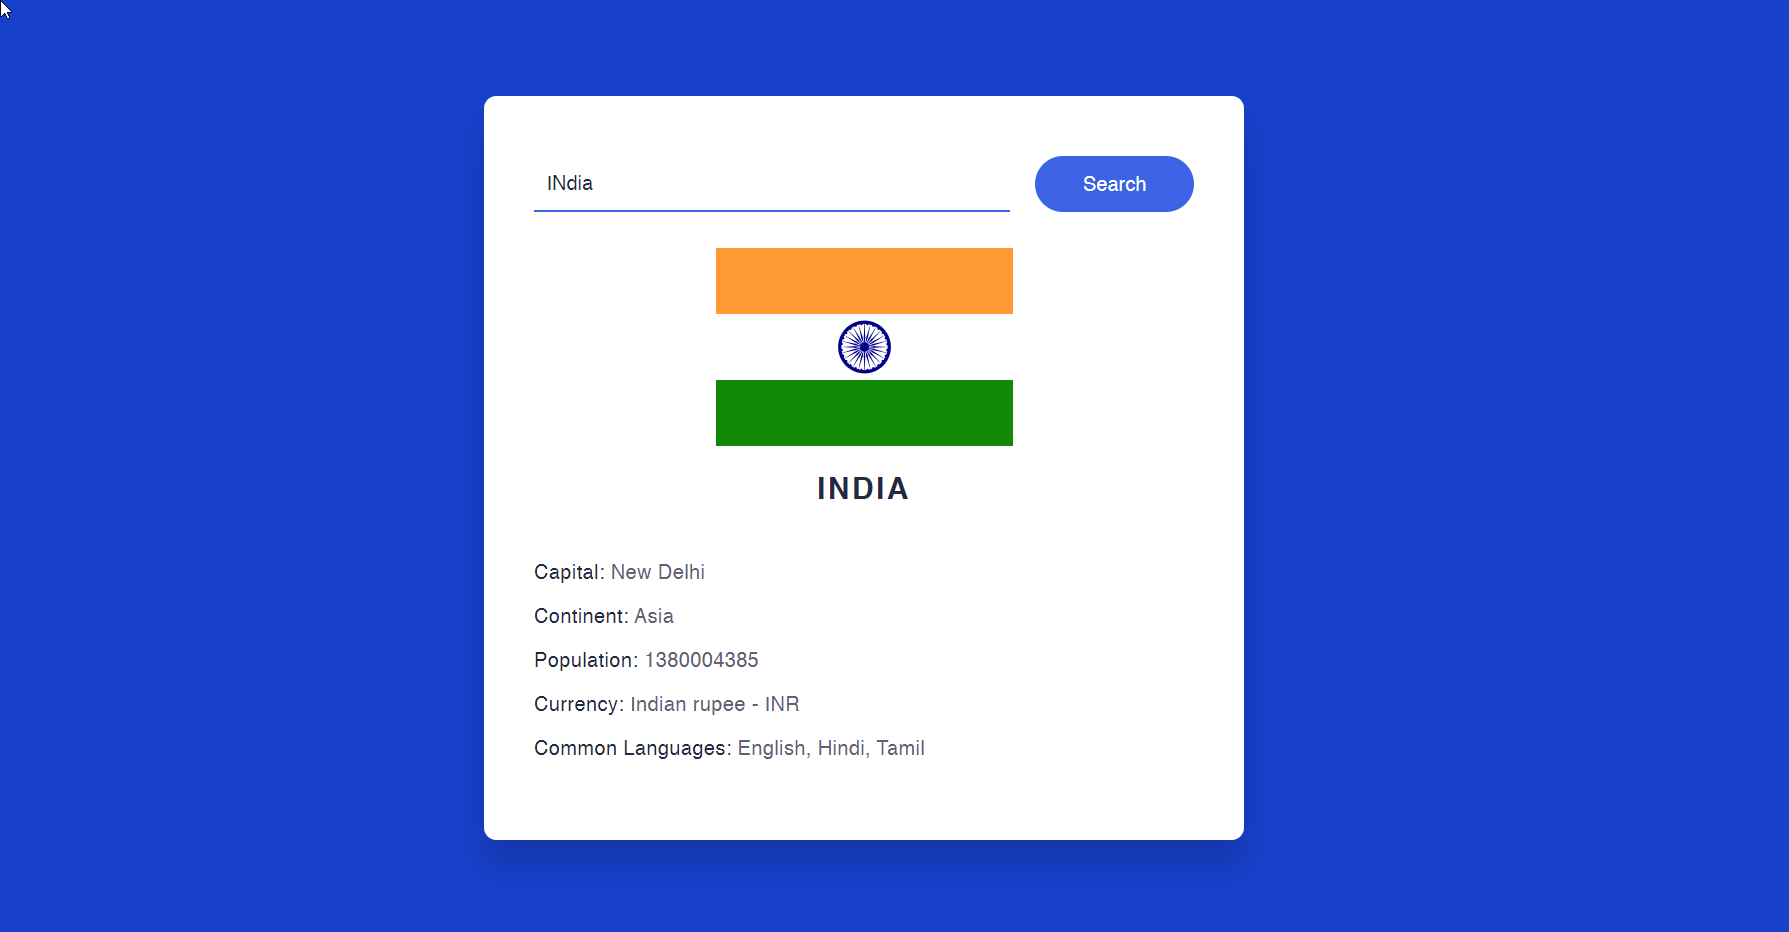 INdia
Search
INDIA
Capital: New Delhi
Continent: Asia
Population: 1380004385
Currency: Indian rupee - INR
Common Languages: English, Hindi, Tamil